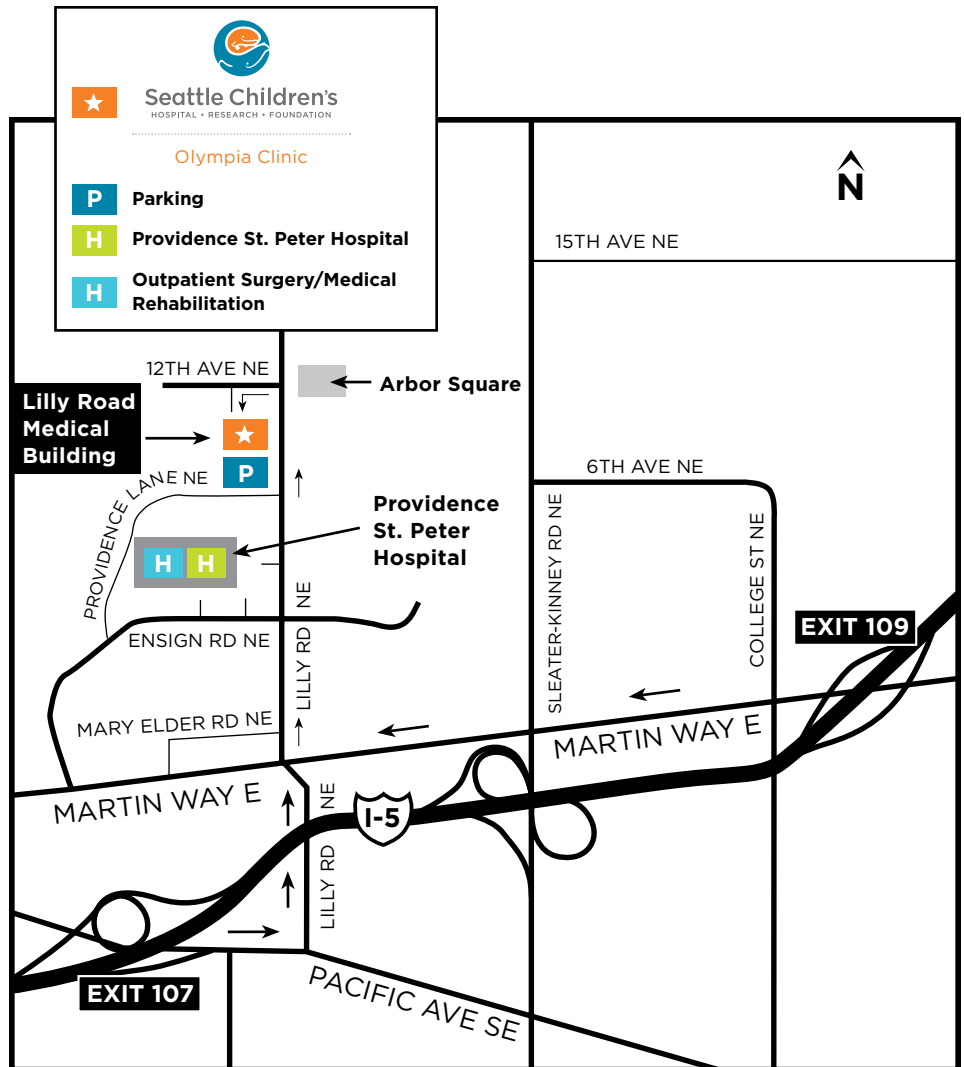 Seattle Children's
HOSPITAL • RESEARCH • FOUNDATION
Olympia Clinic
P
Parking
H
Providence St. Peter Hospital
H
Outpatient Surgery/Medical
Rehabilitation
N
15TH AVE NE
12TH AVE NE
Arbor Square
Lilly Road
Medical
Building
P
6TH AVE NE
PROVIDENCE LANE NE
Providence
St. Peter
Hospital
H
H
SLEATER-KINNEY RD NE
COLLEGE ST NE
LILLY RD NE
EXIT 109
ENSIGN RD NE
MARY ELDER RD NE
MARTIN WAY E
MARTIN WAY E
I-5
LILLY RD NE
EXIT 107
PACIFIC AVE SE